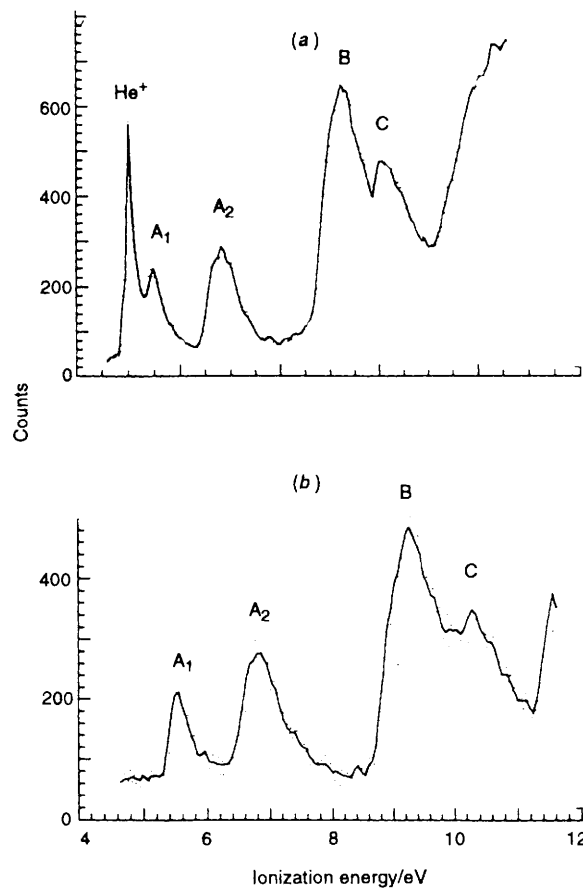 (a)
B
He+
C
600
A1
A2
400
200
0
Counts
(b)
B
C
400
A2
A1
200
0
4 6 8 10 12
Ionization energy/eV